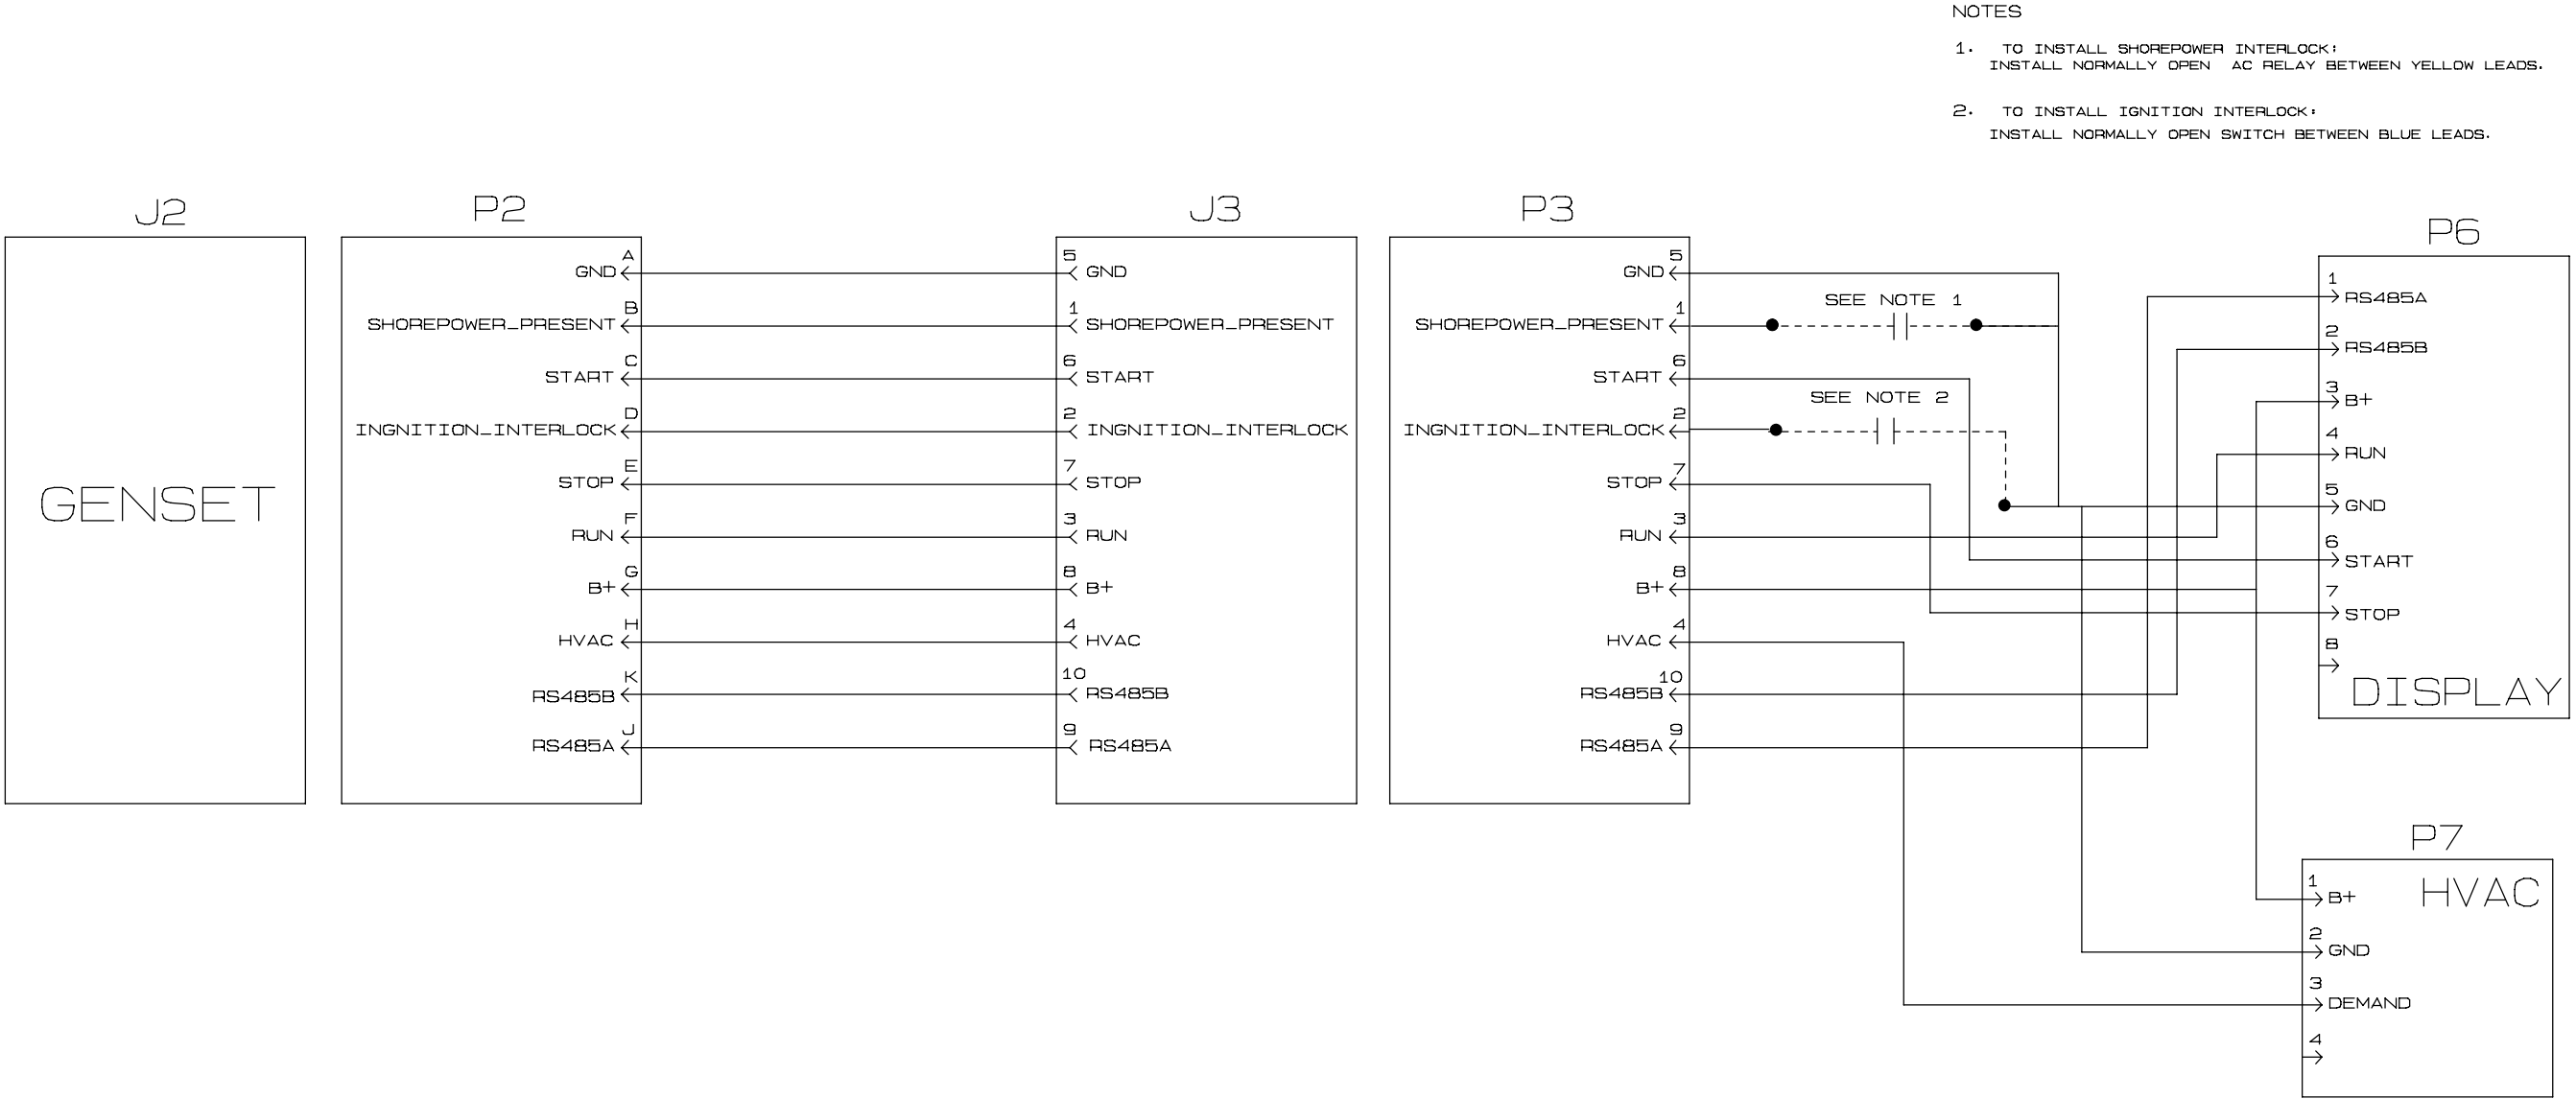 NOTES
1. TO INSTALL SHOREPOWER INTERLOCK:
INSTALL NORMALLY OPEN AC RELAY BETWEEN YELLOW LEADS.
2. TO INSTALL IGNITION INTERLOCK:
INSTALL NORMALLY OPEN SWITCH BETWEEN BLUE LEADS.
J2
GENSET
P2
A
GND
B
SHOREPOWER_PRESENT
C
START
D
INGNITION_INTERLOCK
E
STOP
F
RUN
G
B+
H
HVAC
K
RS485B
J
RS485A
J3
5
GND
1
SHOREPOWER_PRESENT
6
START
2
INGNITION_INTERLOCK
7
STOP
3
RUN
8
B+
4
HVAC
10
RS485B
9
RS485A
P3
5
GND
1
SHOREPOWER_PRESENT
6
START
2
INGNITION_INTERLOCK
7
STOP
3
RUN
8
B+
4
HVAC
10
RS485B
9
RS485A
SEE NOTE 1
SEE NOTE 2
P6
1
RS485A
2
RS485B
3
B+
4
RUN
5
GND
6
START
7
STOP
8
DISPLAY
P7
HVAC
1
B+
2
GND
3
DEMAND
4